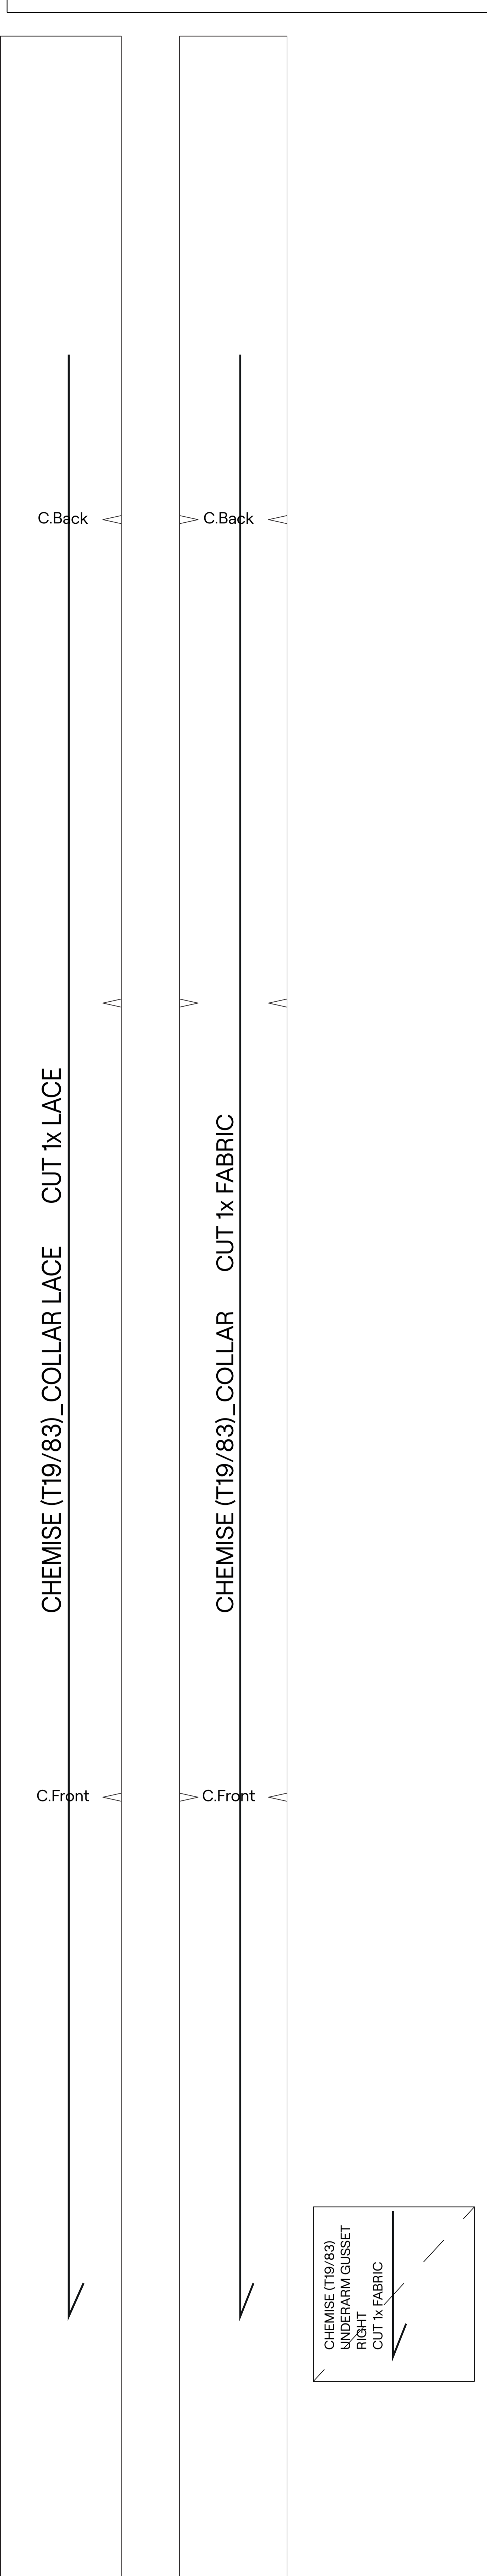 C.Back
C.Back
CHEMISE (T19/83)_COLLAR LACE CUT 1x LACE
CHEMISE (T19/83)_COLLAR CUT 1x FABRIC
C.Front
C.Front
CHEMISE (T19/83)
UNDERARM GUSSET
RIGHT
CUT 1x FABRIC